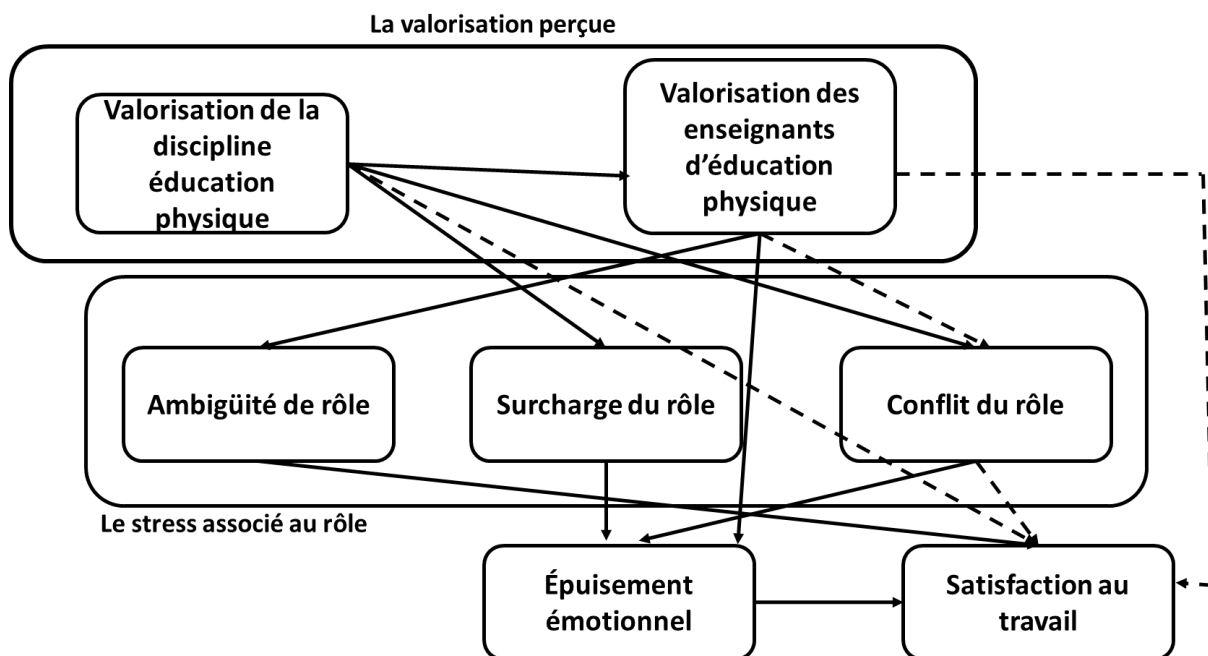 La valorisation perçue
Valorisation de la
discipline
éducation
physique
Valorisation des
enseignants
d’éducation
physique
Ambigüité de rôle
Surcharge du rôle
Conflit du rôle
Le stress associé au rôle
Épuisement
émotionnel
Satisfaction au
travail